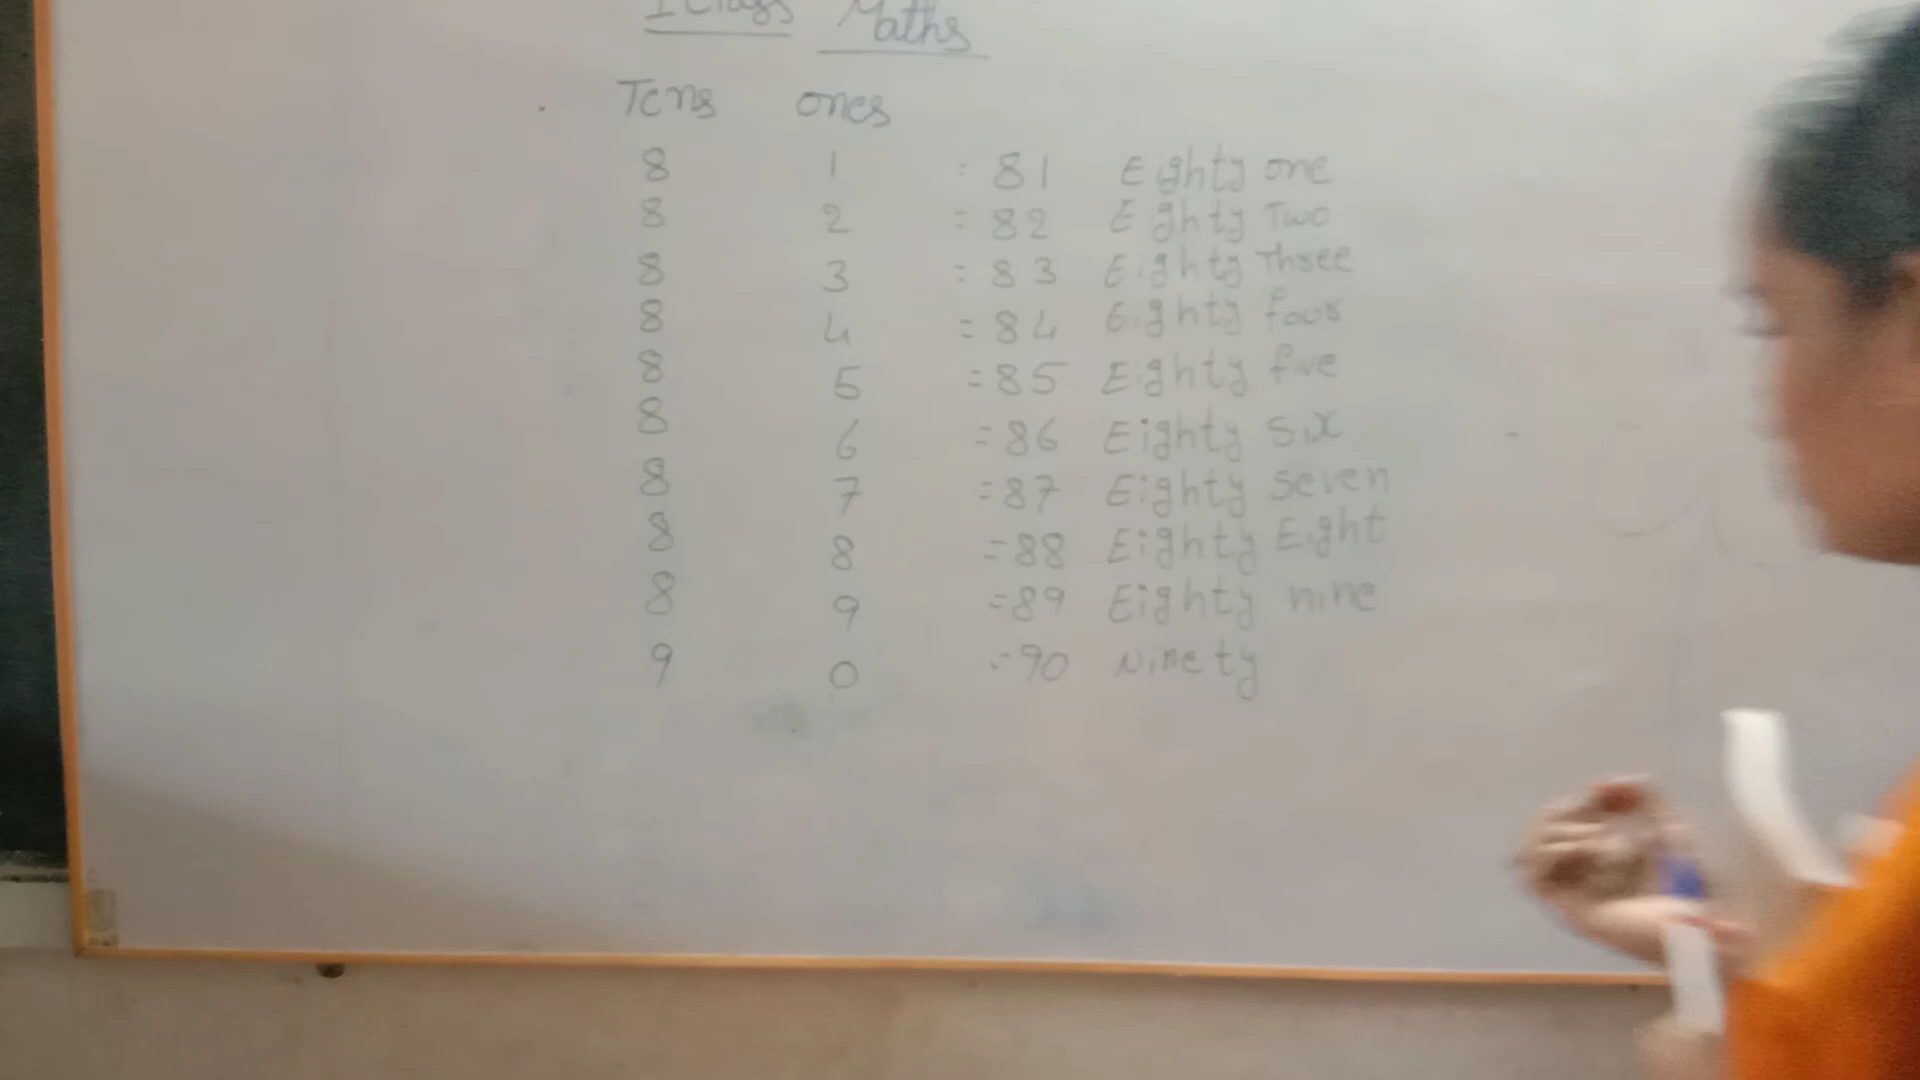 I Class Maths
Tens ones
8 1 = 81 Eighty one
8 2 = 82 Eighty Two
8 3 = 83 Eighty Three
8 4 = 84 Eighty four
8 5 = 85 Eighty five
8 6 = 86 Eighty six
8 7 = 87 Eighty seven
8 8 = 88 Eighty Eight
8 9 = 89 Eighty nine
9 0 = 90 Ninety